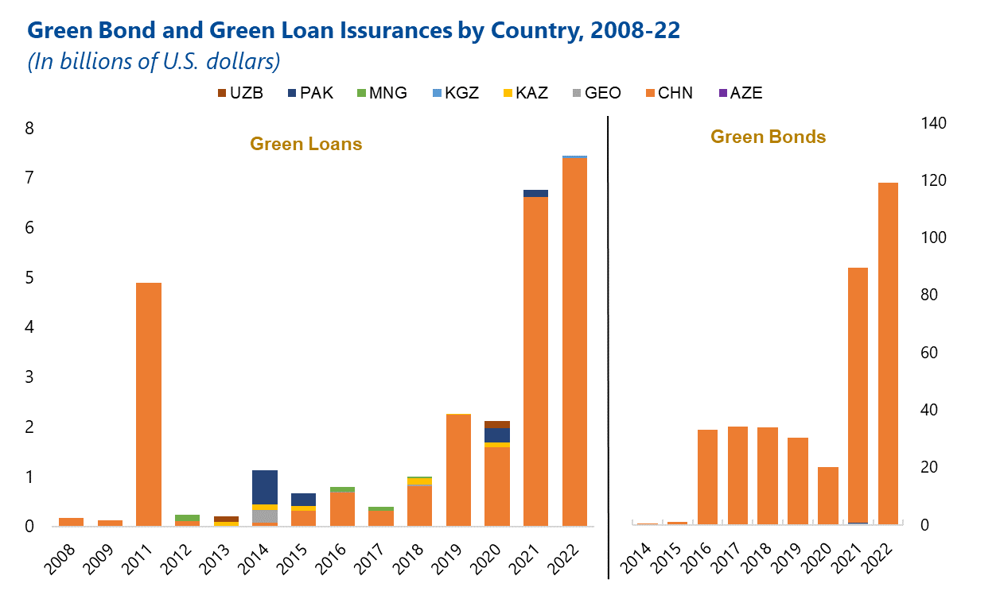 Green Bond and Green Loan Issurances by Country, 2008-22
(In billions of U.S. dollars)
UZB PAK MNG KGZ KAZ GEO CHN AZE
Green Loans
8
7
6
5
4
3
2
1
0
2008 2009 2011 2012 2013 2014 2015 2016 2017 2018 2019 2020 2021 2022
Green Bonds
140
120
100
80
60
40
20
0
2014 2015 2016 2017 2018 2019 2020 2021 2022